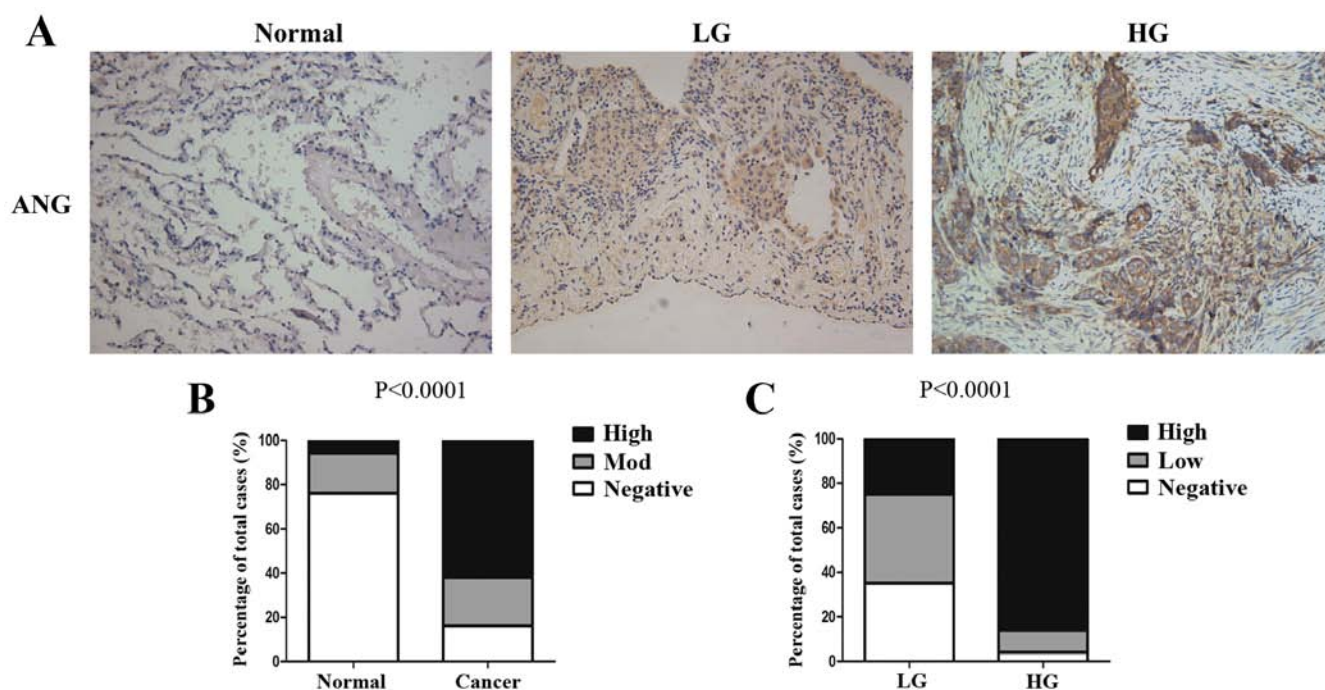 A
Normal
LG
HG
ANG
B
P<0.0001
High
Mod
Negative
Percentage of total cases (%)
100
80
60
40
20
0
Normal
Cancer
C
P<0.0001
High
Low
Negative
Percentage of total cases (%)
100
80
60
40
20
0
LG
HG